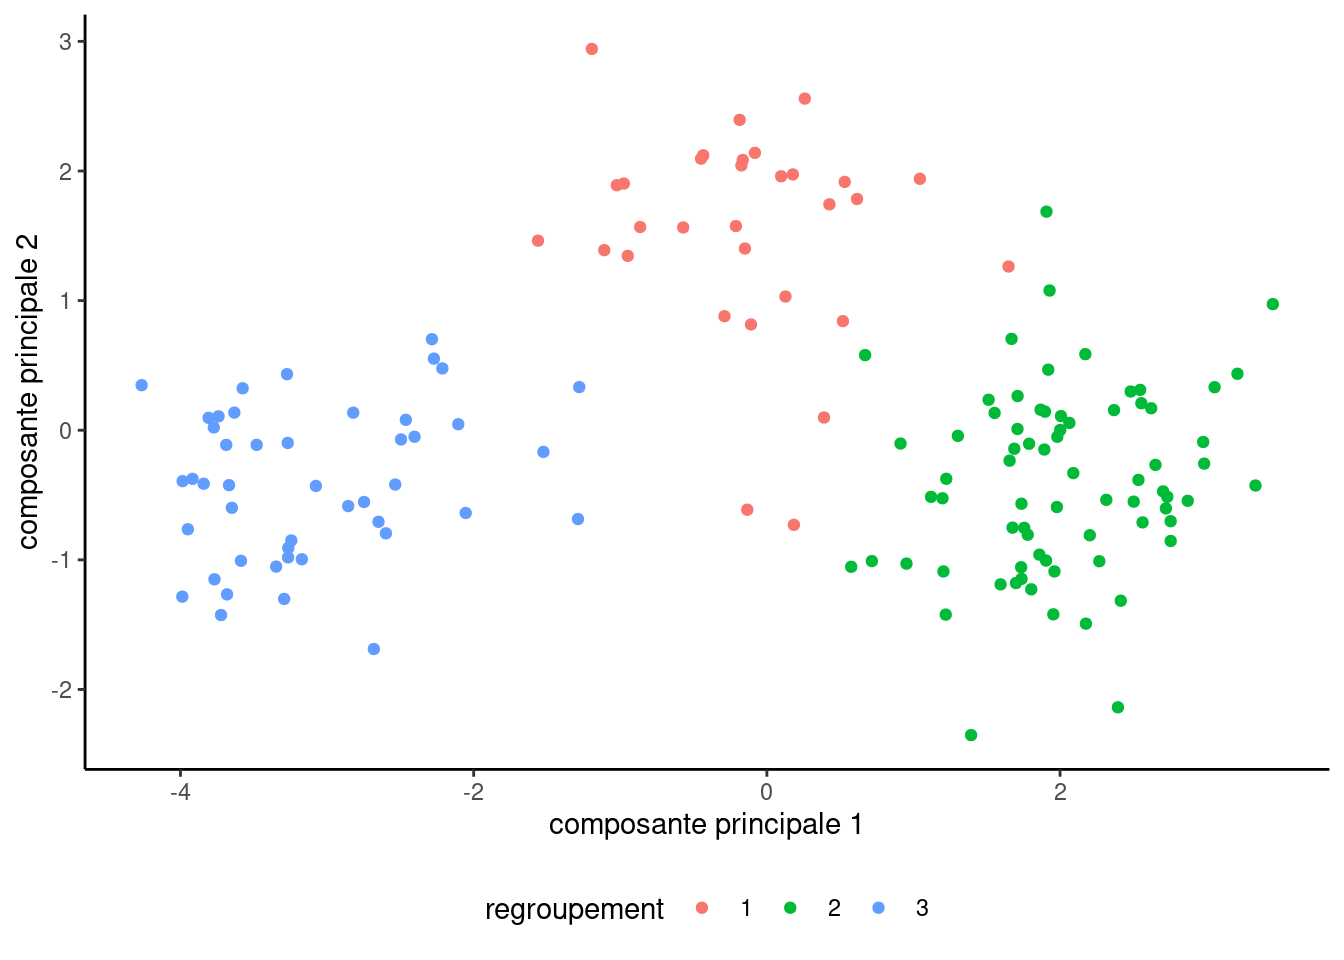 3
2
1
0
-1
-2
composante principale 2
-4 -2 0 2
composante principale 1
regroupement 1 2 3